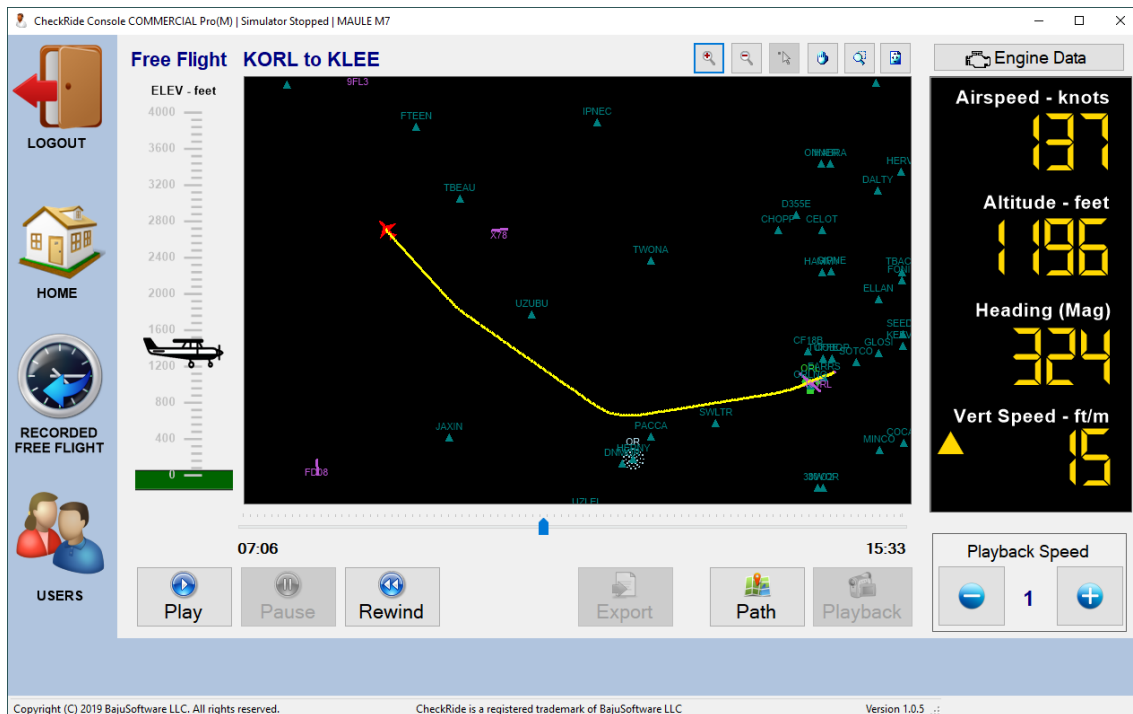 CheckRide Console COMMERCIAL Pro(M) | Simulator Stopped | MAULE M7
LOGOUT
HOME
RECORDED
FREE FLIGHT
USERS
Free Flight KORL to KLEE
ELEV - feet
4000
3600
3200
2800
2400
2000
1600
1200
800
400
0
9FL3
FTEEN
IPNEC
TBEAU
X78
TWONA
UZUBU
D355E
CHOPP
CELOT
DALTY
HERV
ELLAN
SEED
GLOSI
SOTCO
CF18B
SWLTR
PACCA
OR
JAXIN
FD08
MINCO
COCA
UZLEL
07:06
15:33
Play
Pause
Rewind
Export
Path
Playback
Engine Data
Airspeed - knots
137
Altitude - feet
1196
Heading (Mag)
324
Vert Speed - ft/m
15
Playback Speed
1
Copyright (C) 2019 BajuSoftware LLC. All rights reserved.
CheckRide is a registered trademark of BajuSoftware LLC
Version 1.0.5